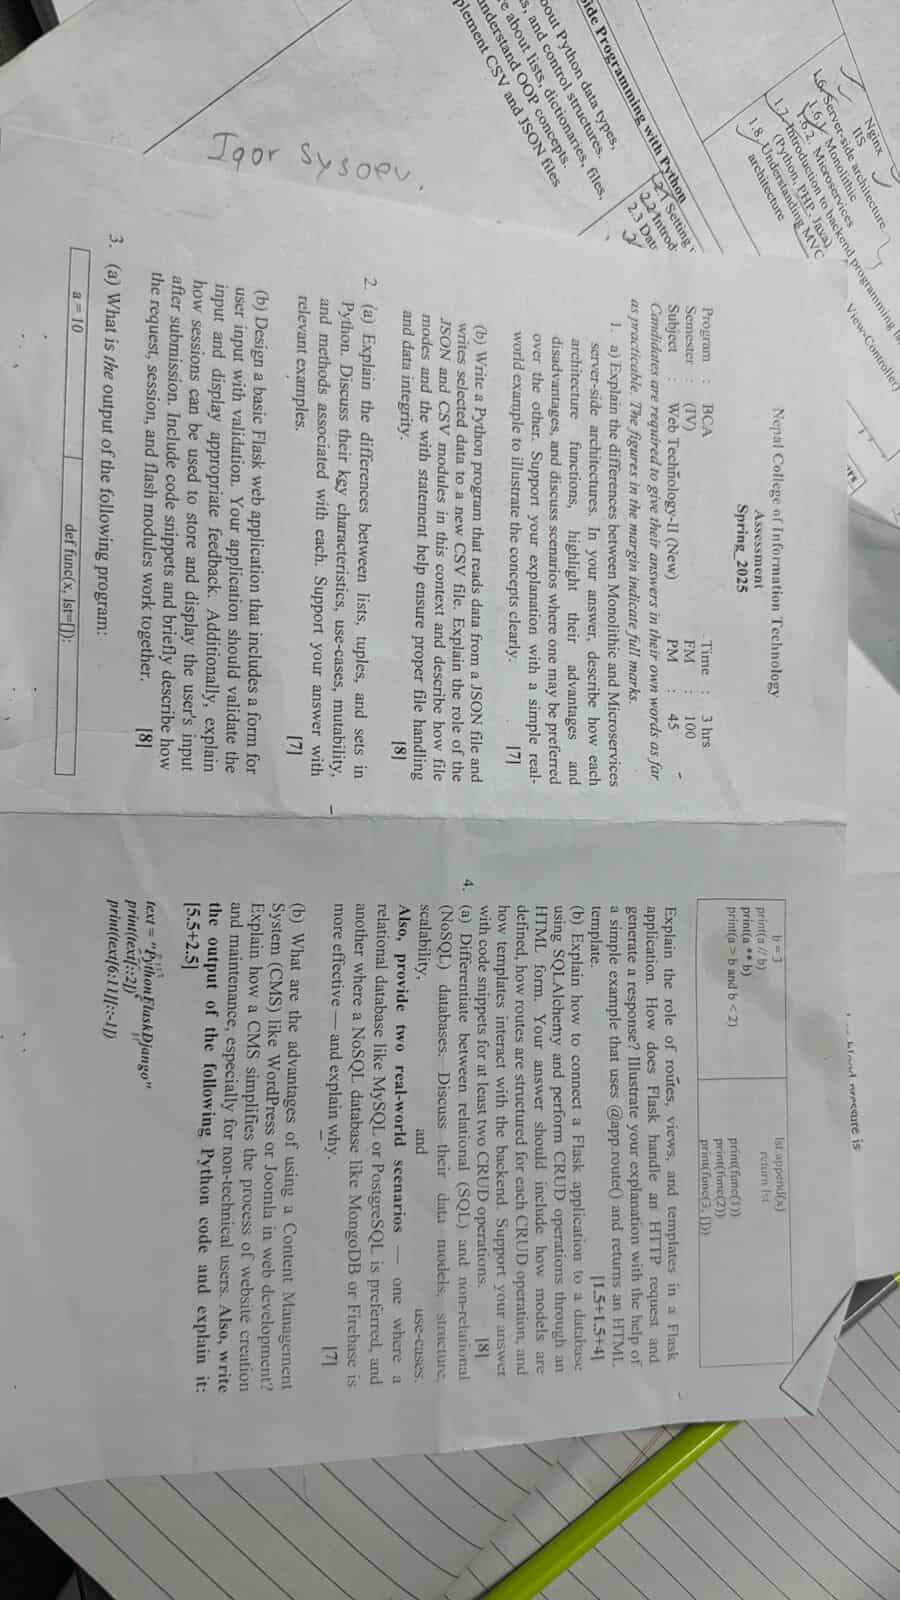 Nginx
IIS
1.6. Server-side architecture
1.6.1. Monolithic
1.6.2. Microservices
1.7. Introduction to backend programming
(Python, PHP, Java)
1.8. Understanding MVC
View-Controller)
architecture
side Programming with Python
2.1 Setting
2.2 Introd
2.3 Dat
bout Python data types,
s, and control structures.
e about lists, dictionaries, files,
understand OOP concepts.
plement CSV and JSON files
Igor Sysoev.
blood pressure is
Nepal College of Information Technology
Assessment
Spring_2025
Program : BCA Time : 3 hrs
Semester : (IV) FM : 100
Subject : Web Technology-II (New) PM : 45
Candidates are required to give their answers in their own words as far
as practicable. The figures in the margin indicate full marks.
1. a) Explain the differences between Monolithic and Microservices
server-side architectures. In your answer, describe how each
architecture functions, highlight their advantages and
disadvantages, and discuss scenarios where one may be preferred
over the other. Support your explanation with a simple real-
world example to illustrate the concepts clearly. [7]
(b) Write a Python program that reads data from a JSON file and
writes selected data to a new CSV file. Explain the role of the
JSON and CSV modules in this context and describe how file
modes and the with statement help ensure proper file handling
and data integrity. [8]
2. (a) Explain the differences between lists, tuples, and sets in
Python. Discuss their key characteristics, use-cases, mutability,
and methods associated with each. Support your answer with
relevant examples. [7]
(b) Design a basic Flask web application that includes a form for
user input with validation. Your application should validate the
input and display appropriate feedback. Additionally, explain
how sessions can be used to store and display the user's input
after submission. Include code snippets and briefly describe how
the request, session, and flash modules work together. [8]
3. (a) What is the output of the following program:
a = 10 def func(x, lst=[]):
b = 3 lst.append(x)
print(a // b) return lst
print(a ** b)
print(a > b and b < 2) print(func(1))
print(func(2))
print(func(3, []))
Explain the role of routes, views, and templates in a Flask
application. How does Flask handle an HTTP request and
generate a response? Illustrate your explanation with the help of
a simple example that uses @app.route() and returns an HTML
template. [1.5+1.5+4]
(b) Explain how to connect a Flask application to a database
using SQLAlchemy and perform CRUD operations through an
HTML form. Your answer should include how models are
defined, how routes are structured for each CRUD operation, and
how templates interact with the backend. Support your answer
with code snippets for at least two CRUD operations. [8]
4. (a) Differentiate between relational (SQL) and non-relational
(NoSQL) databases. Discuss their data models, structure,
scalability, and use-cases.
Also, provide two real-world scenarios — one where a
relational database like MySQL or PostgreSQL is preferred, and
another where a NoSQL database like MongoDB or Firebase is
more effective — and explain why. [7]
(b) What are the advantages of using a Content Management
System (CMS) like WordPress or Joomla in web development?
Explain how a CMS simplifies the process of website creation
and maintenance, especially for non-technical users. Also, write
the output of the following Python code and explain it:
[5.5+2.5]
text = "PythonFlaskDjango"
print(text[::2])
print(text[6:11][::-1])